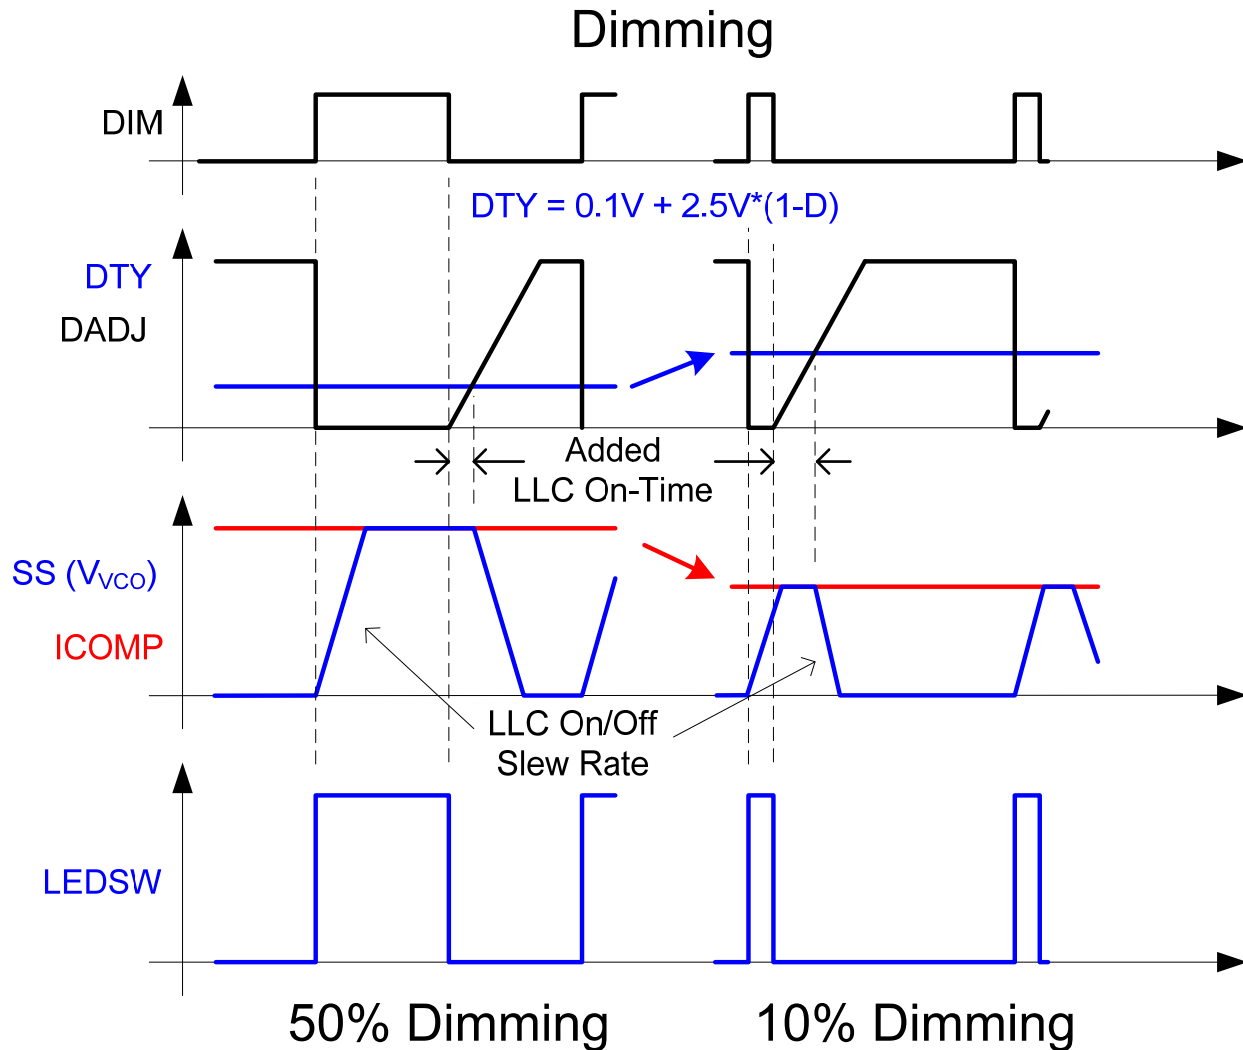 Dimming
DIM
DTY = 0.1V + 2.5V*(1-D)
DTY
DADJ
Added
LLC On-Time
SS (VVCO)
ICOMP
LLC On/Off
Slew Rate
LEDSW
50% Dimming
10% Dimming